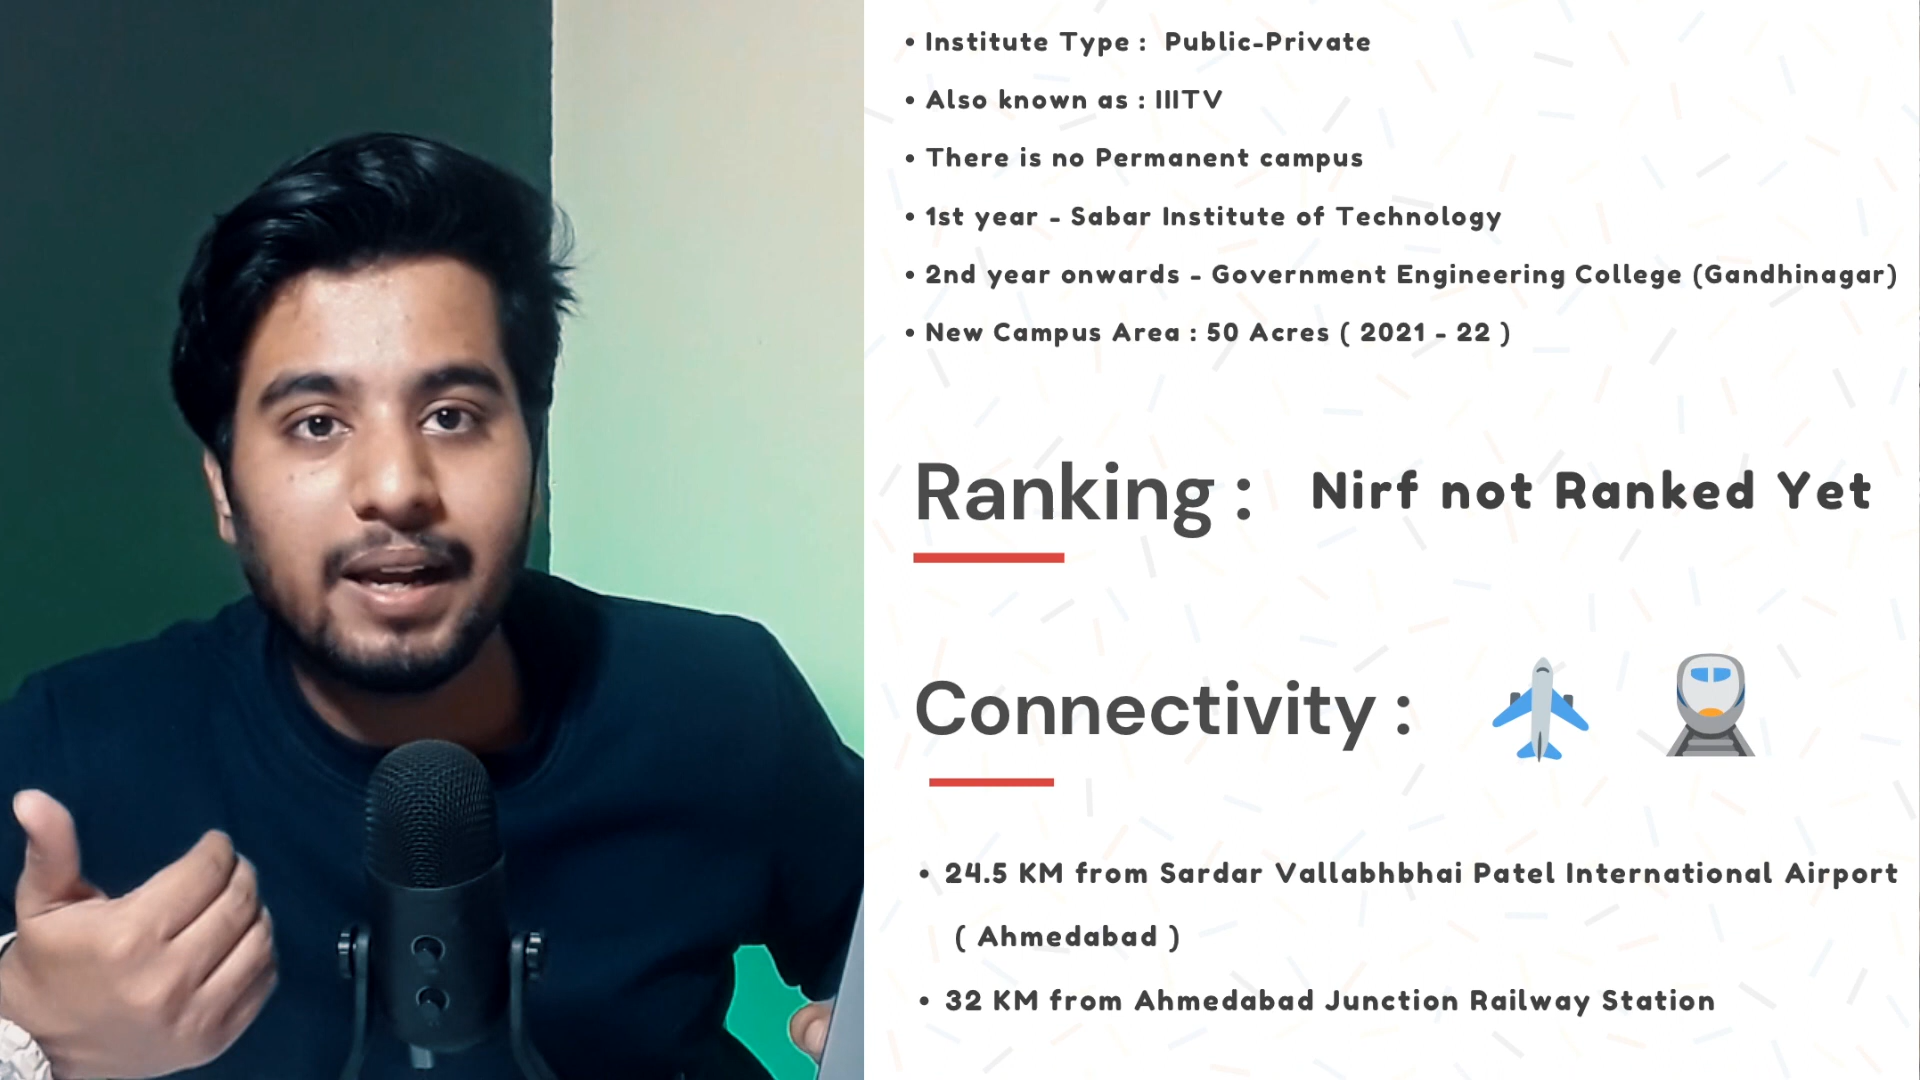 • Institute Type : Public-Private
• Also known as : IIITV
• There is no Permanent campus
• 1st year - Sabar Institute of Technology
• 2nd year onwards - Government Engineering College (Gandhinagar)
• New Campus Area : 50 Acres ( 2021 - 22 )
Ranking : Nirf not Ranked Yet
Connectivity :
• 24.5 KM from Sardar Vallabhbhai Patel International Airport
( Ahmedabad )
• 32 KM from Ahmedabad Junction Railway Station